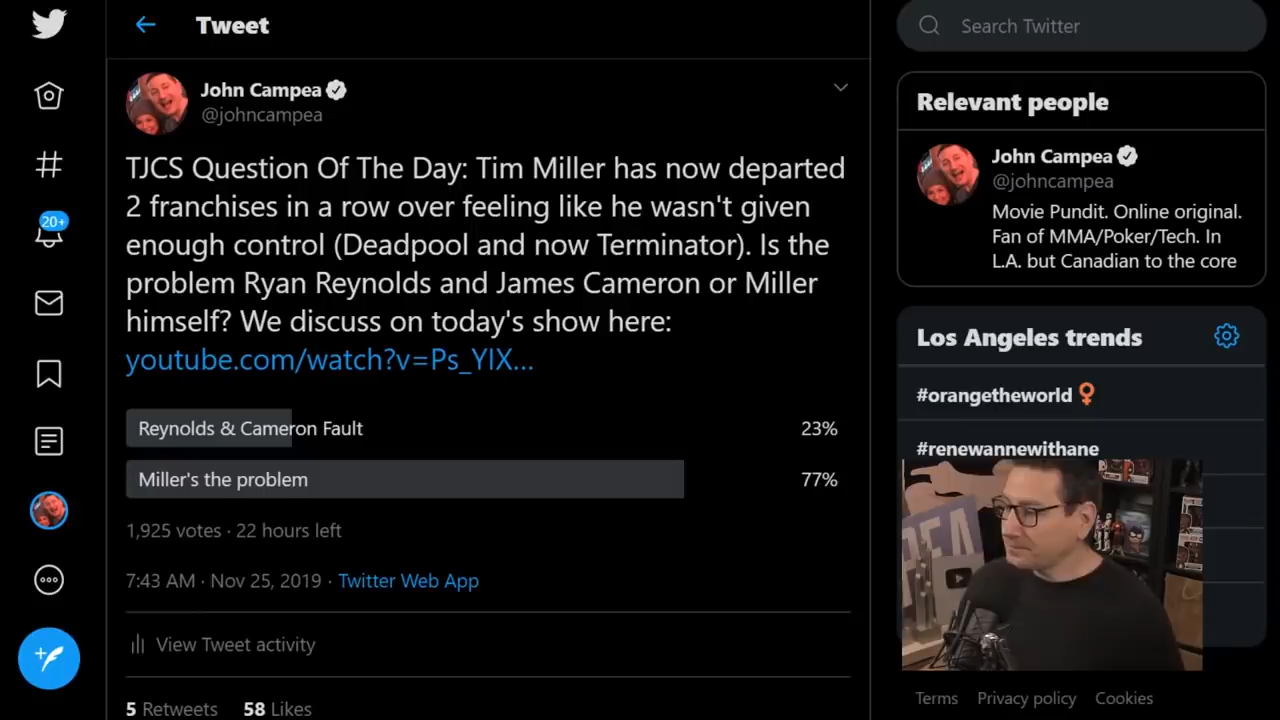 Tweet
Search Twitter
John Campea
@johncampea
TJCS Question Of The Day: Tim Miller has now departed
2 franchises in a row over feeling like he wasn't given
enough control (Deadpool and now Terminator). Is the
problem Ryan Reynolds and James Cameron or Miller
himself? We discuss on today's show here:
youtube.com/watch?v=Ps_YIX...
Reynolds & Cameron Fault 23%
Miller's the problem 77%
1,925 votes · 22 hours left
7:43 AM · Nov 25, 2019 · Twitter Web App
View Tweet activity
5 Retweets 58 Likes
20+
Relevant people
John Campea
@johncampea
Movie Pundit. Online original.
Fan of MMA/Poker/Tech. In
L.A. but Canadian to the core
Los Angeles trends
#orangetheworld
#renewannewithane
Terms Privacy policy Cookies